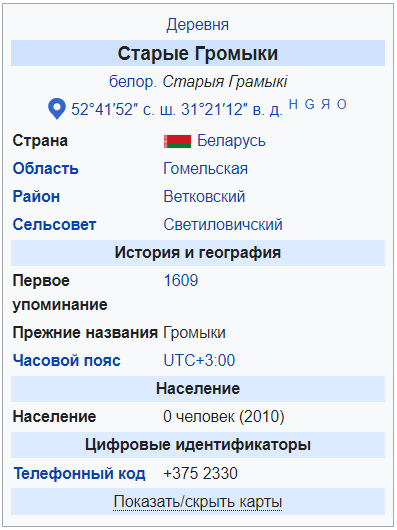 Деревня
Старые Громыки
белор. Старыя Грамыкі
52°41′52″ с. ш. 31°21′12″ в. д. H G Я O
Страна Беларусь
Область Гомельская
Район Ветковский
Сельсовет Светиловичский
История и география
Первое 1609
упоминание
Прежние названия Громыки
Часовой пояс UTC+3:00
Население
Население 0 человек (2010)
Цифровые идентификаторы
Телефонный код +375 2330
Показать/скрыть карты